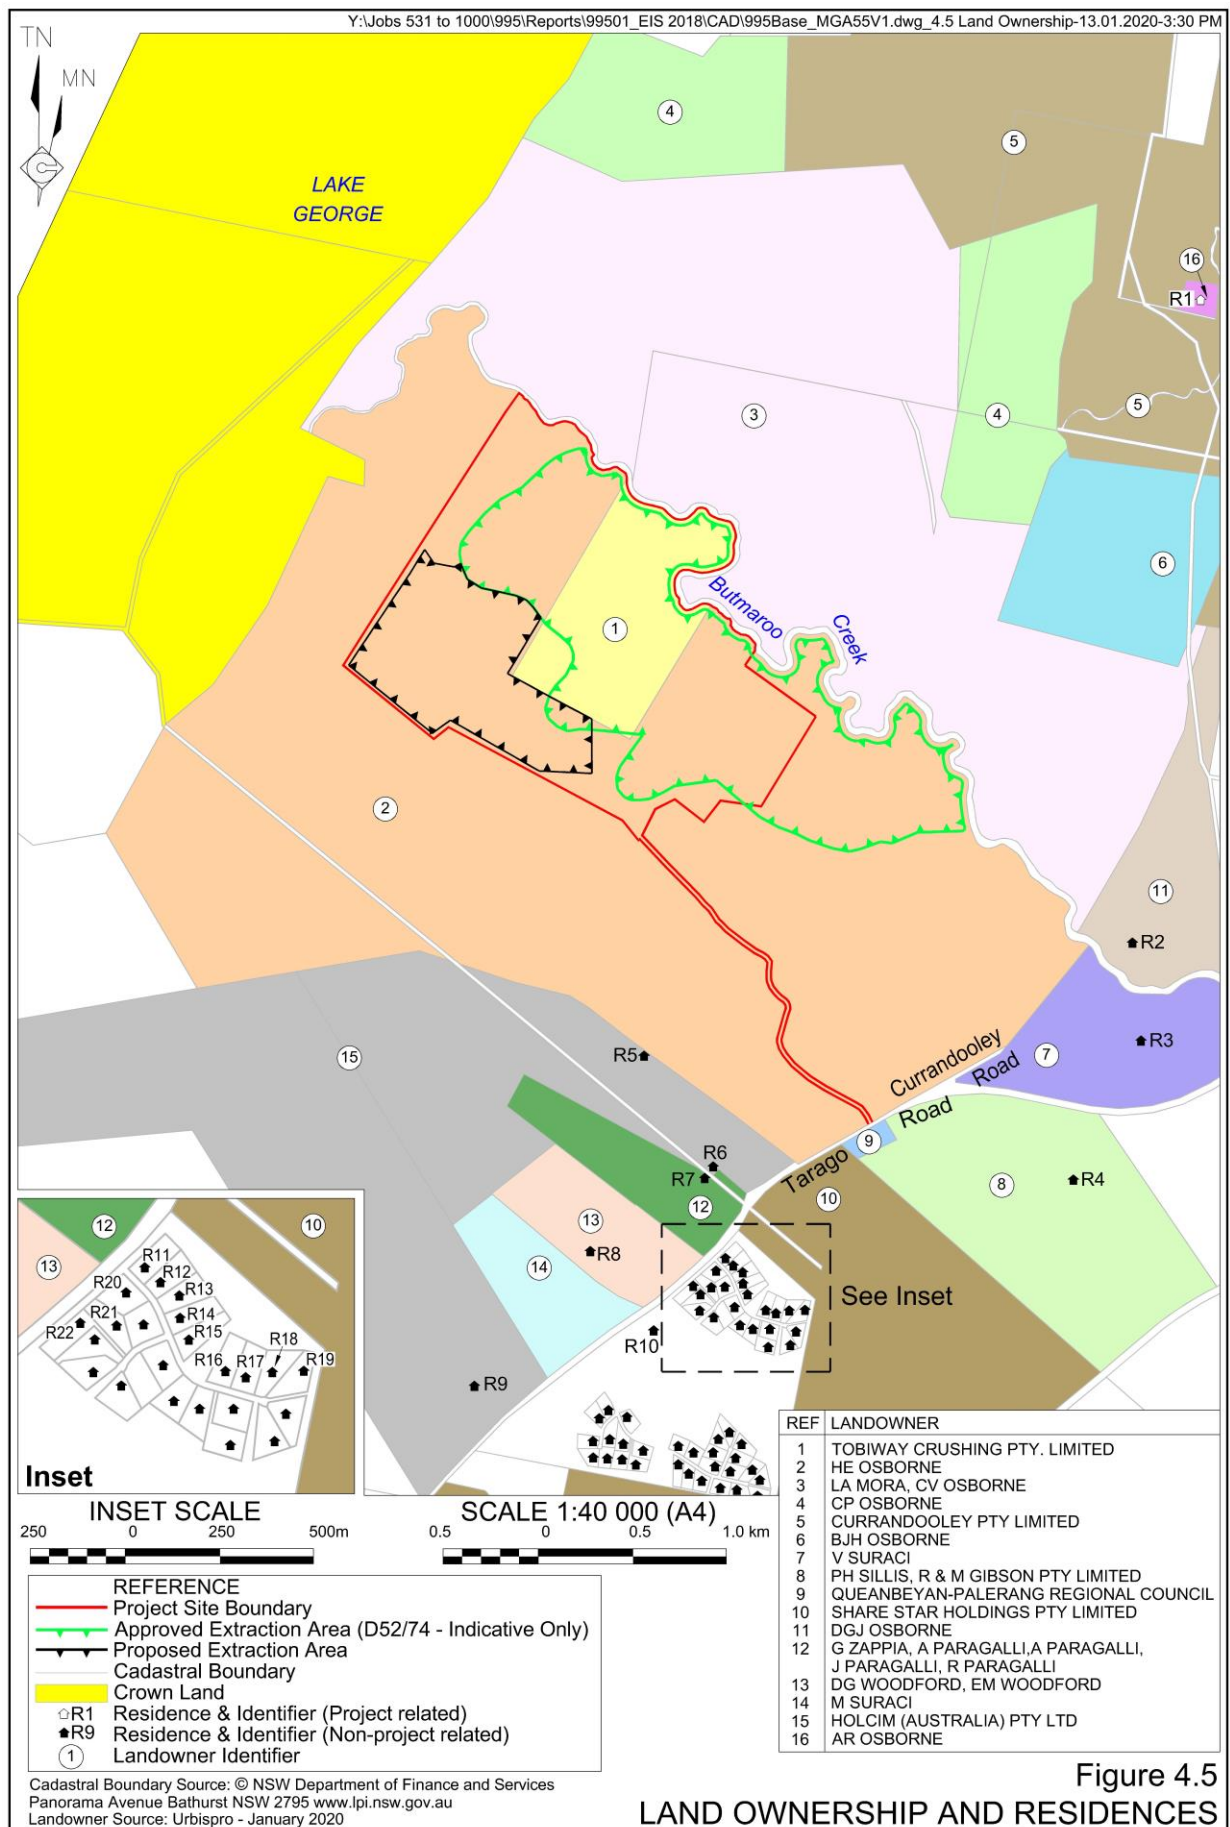 Y:\Jobs 531 to 1000\995\Reports\99501_EIS 2018\CAD\995Base_MGA55V1.dwg_4.5 Land Ownership-13.01.2020-3:30 PM
TN
MN
LAKE
GEORGE
4
5
16
R1
3
4
5
6
1
Butmaroo
Creek
2
11
R2
15
R5
Currandooley
Road
7
R3
Tarago
Road
9
R6
R7
12
10
8
R4
13
R8
14
See Inset
R10
R9
12
10
13
R11
R12
R20
R13
R14
R21
R22
R15
R18
R16
R17
R19
Inset
INSET SCALE
250 0 250 500m
SCALE 1:40 000 (A4)
0.5 0 0.5 1.0 km
REFERENCE
Project Site Boundary
Approved Extraction Area (D52/74 - Indicative Only)
Proposed Extraction Area
Cadastral Boundary
Crown Land
R1 Residence & Identifier (Project related)
R9 Residence & Identifier (Non-project related)
1 Landowner Identifier
REF LANDOWNER
1 TOBIWAY CRUSHING PTY. LIMITED
2 HE OSBORNE
3 LA MORA, CV OSBORNE
4 CP OSBORNE
5 CURRANDOOLEY PTY LIMITED
6 BJH OSBORNE
7 V SURACI
8 PH SILLIS, R & M GIBSON PTY LIMITED
9 QUEANBEYAN-PALERANG REGIONAL COUNCIL
10 SHARE STAR HOLDINGS PTY LIMITED
11 DGJ OSBORNE
12 G ZAPPIA, A PARAGALLI,A PARAGALLI,
J PARAGALLI, R PARAGALLI
13 DG WOODFORD, EM WOODFORD
14 M SURACI
15 HOLCIM (AUSTRALIA) PTY LTD
16 AR OSBORNE
Cadastral Boundary Source: © NSW Department of Finance and Services
Panorama Avenue Bathurst NSW 2795 www.lpi.nsw.gov.au
Landowner Source: Urbispro - January 2020
Figure 4.5
LAND OWNERSHIP AND RESIDENCES